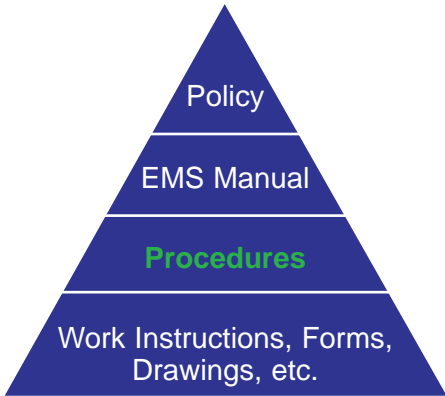 Policy
EMS Manual
Procedures
Work Instructions, Forms,
Drawings, etc.